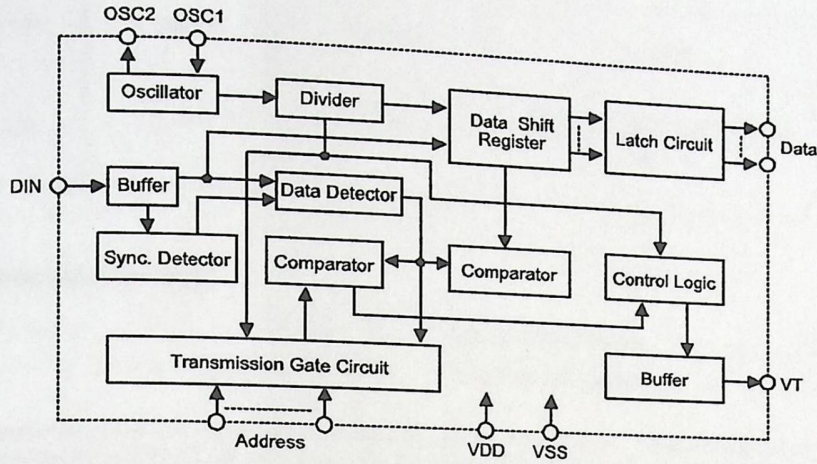 OSC2 OSC1
Oscillator
Divider
Data Shift
Register
Latch Circuit
Data
DIN
Buffer
Data Detector
Sync. Detector
Comparator
Comparator
Control Logic
Transmission Gate Circuit
Buffer
VT
Address
VDD
VSS